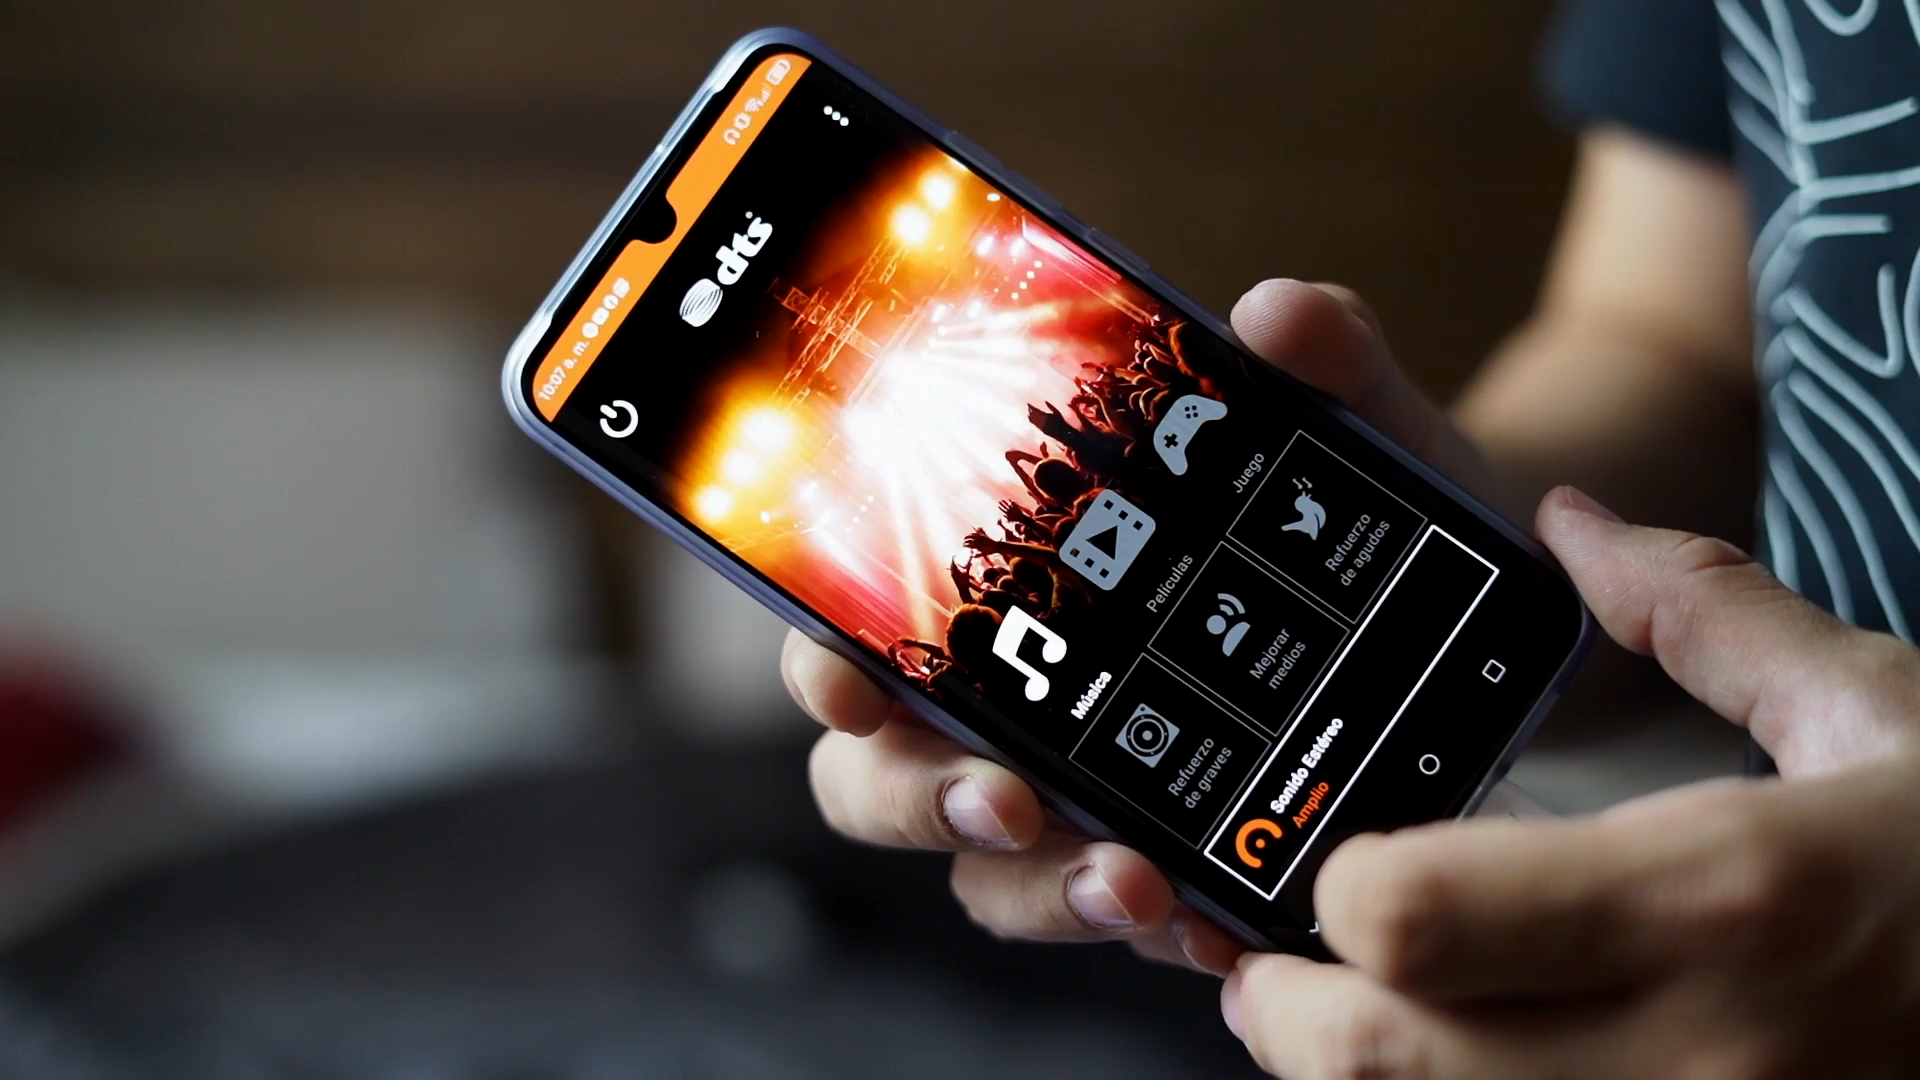 10:07 a. m.
dts
Música
Películas
Juego
Refuerzo
de graves
Mejorar
medios
Refuerzo
de agudos
Sonido Estéreo
Amplio